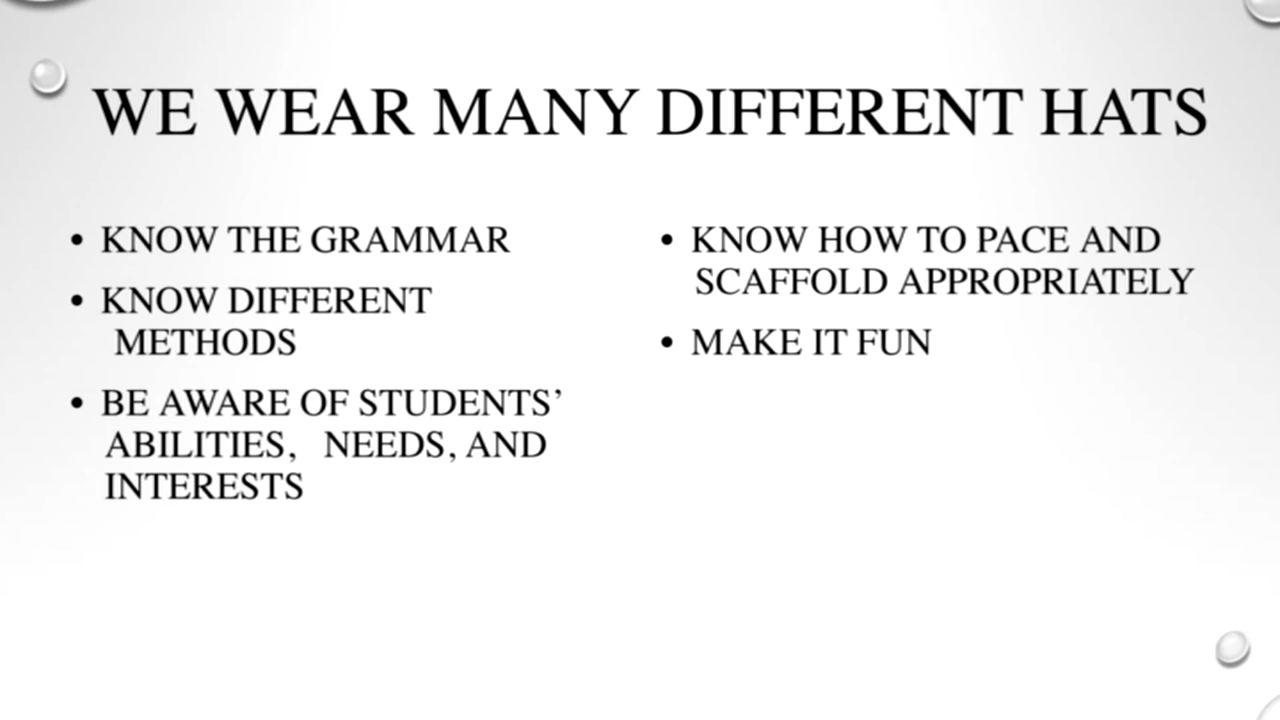 WE WEAR MANY DIFFERENT HATS
• KNOW THE GRAMMAR
• KNOW DIFFERENT
METHODS
• BE AWARE OF STUDENTS’
ABILITIES, NEEDS, AND
INTERESTS
• KNOW HOW TO PACE AND
SCAFFOLD APPROPRIATELY
• MAKE IT FUN